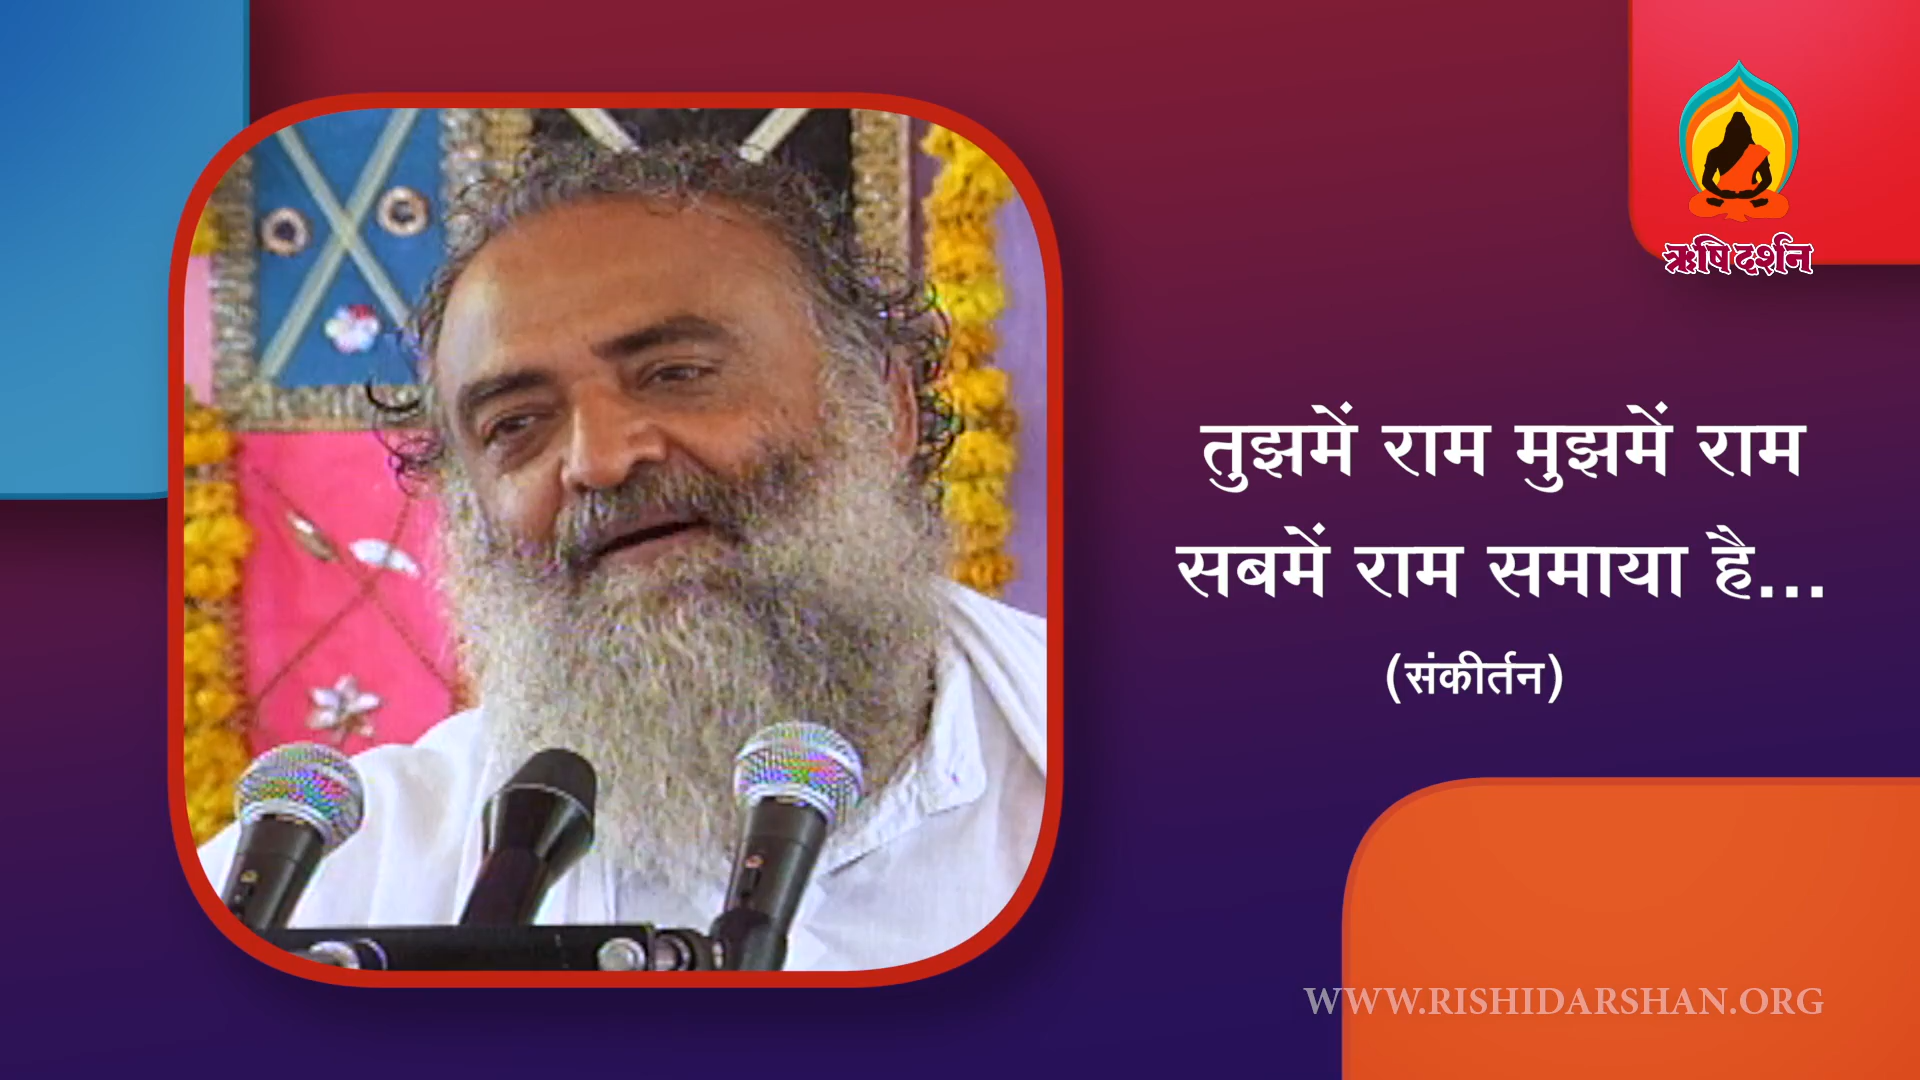 ऋषि दर्शन
तुझमें राम मुझमें राम
सबमें राम समाया है...
(संकीर्तन)
WWW.RISHIDARSHAN.ORG